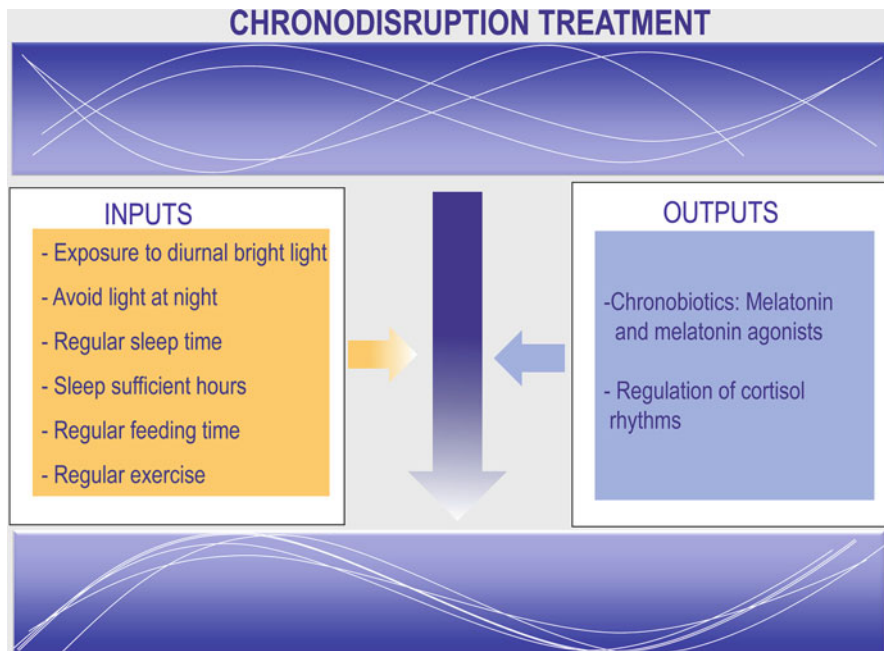 CHRONODISRUPTION TREATMENT
INPUTS
- Exposure to diurnal bright light
- Avoid light at night
- Regular sleep time
- Sleep sufficient hours
- Regular feeding time
- Regular exercise
OUTPUTS
-Chronobiotics: Melatonin
and melatonin agonists
- Regulation of cortisol
rhythms